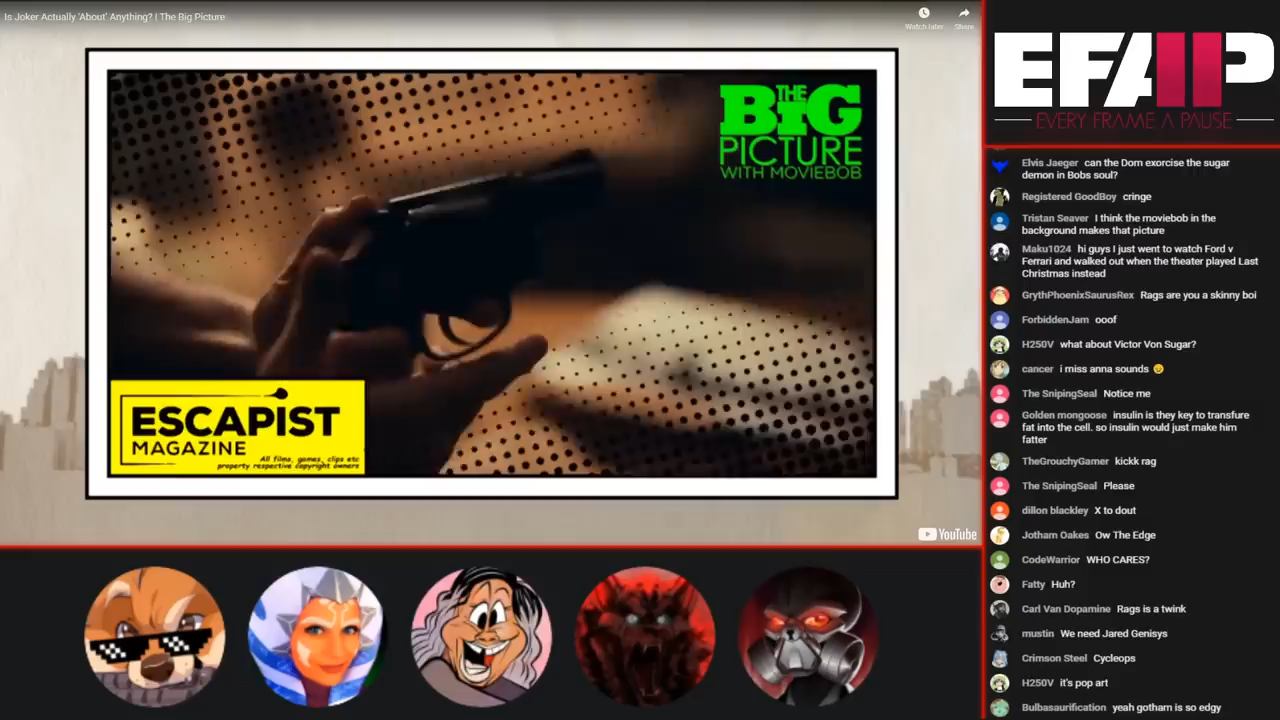 Is Joker Actually 'About' Anything? | The Big Picture
Watch later
Share
THE
BIG
PICTURE
WITH MOVIEBOB
ESCAPIST
MAGAZINE
All films, games, clips etc
property respective copyright owners
YouTube
EFAP
EVERY FRAME A PAUSE
Elvis Jaeger can the Dom exorcise the sugar
demon in Bobs soul?
Registered GoodBoy cringe
Tristan Seaver I think the moviebob in the
background makes that picture
Maku1024 hi guys I just went to watch Ford v
Ferrari and walked out when the theater played Last
Christmas instead
GrythPhoenixSaurusRex Rags are you a skinny boi
ForbiddenJam ooof
H250V what about Victor Von Sugar?
cancer i miss anna sounds 😔
The SnipingSeal Notice me
Golden mongoose insulin is they key to transfure
fat into the cell. so insulin would just make him
fatter
TheGrouchyGamer kickk rag
The SnipingSeal Please
dillon blackley X to dout
Jotham Oakes Ow The Edge
CodeWarrior WHO CARES?
Fatty Huh?
Carl Van Dopamine Rags is a twink
mustin We need Jared Genisys
Crimson Steel Cycleops
H250V it's pop art
Bulbasaurification yeah gotham is so edgy